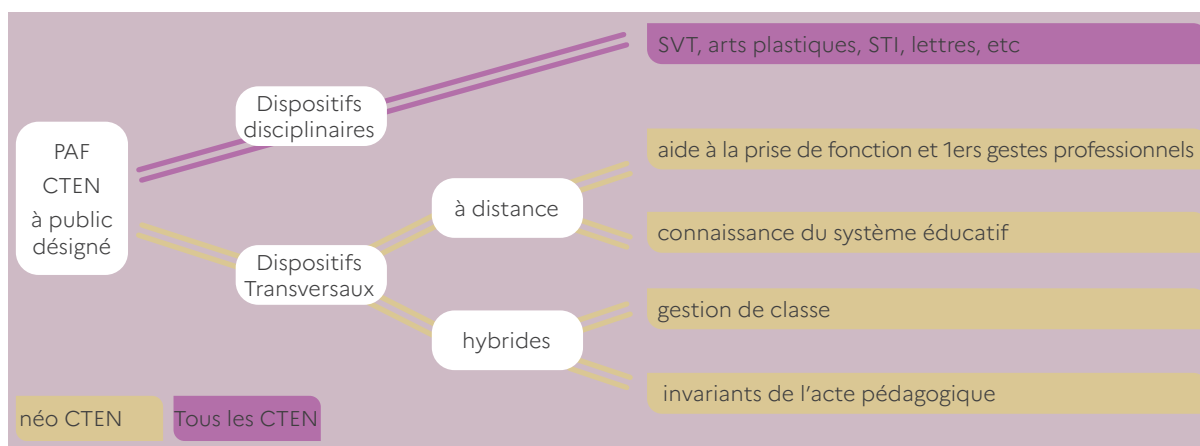 SVT, arts plastiques, STI, lettres, etc
Dispositifs
disciplinaires
PAF
CTEN
à public
désigné
aide à la prise de fonction et 1ers gestes professionnels
à distance
connaissance du système éducatif
Dispositifs
Transversaux
gestion de classe
hybrides
invariants de l’acte pédagogique
néo CTEN
Tous les CTEN